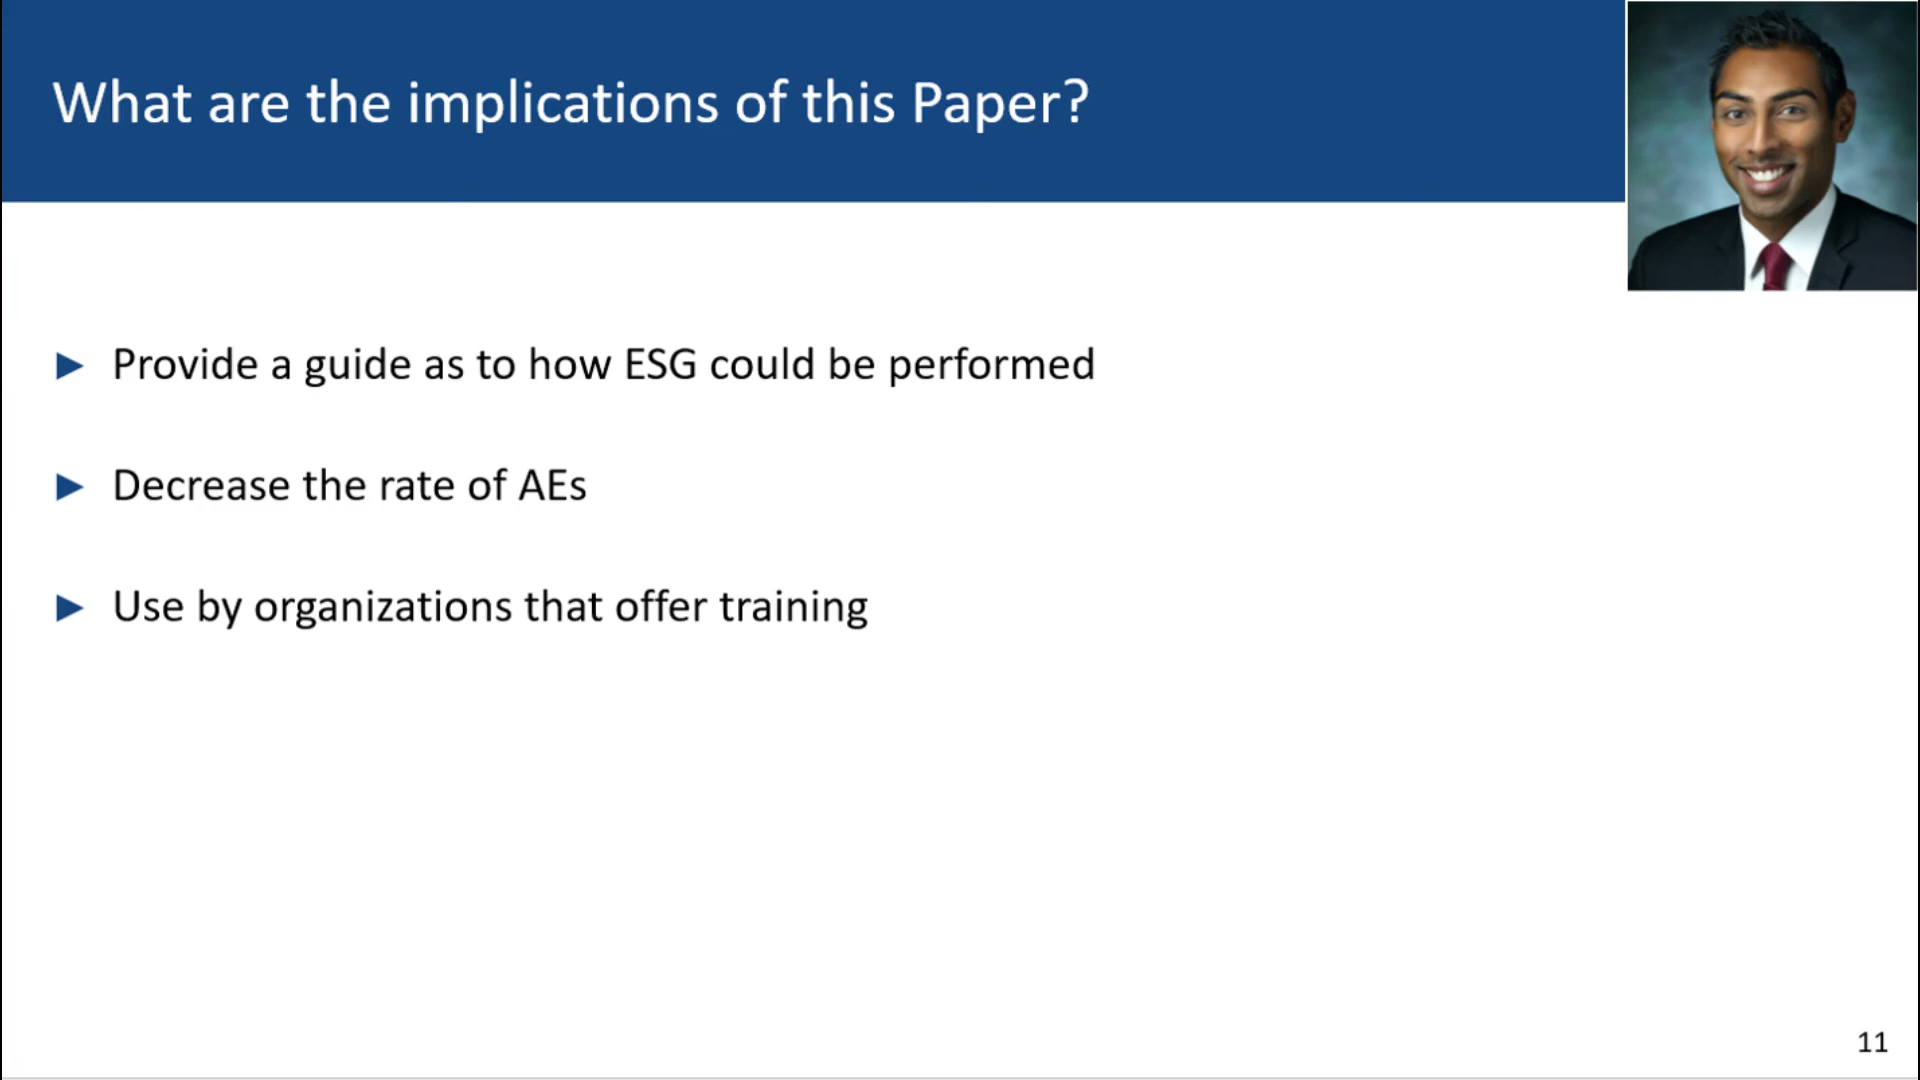 What are the implications of this Paper?
Provide a guide as to how ESG could be performed
Decrease the rate of AEs
Use by organizations that offer training
11